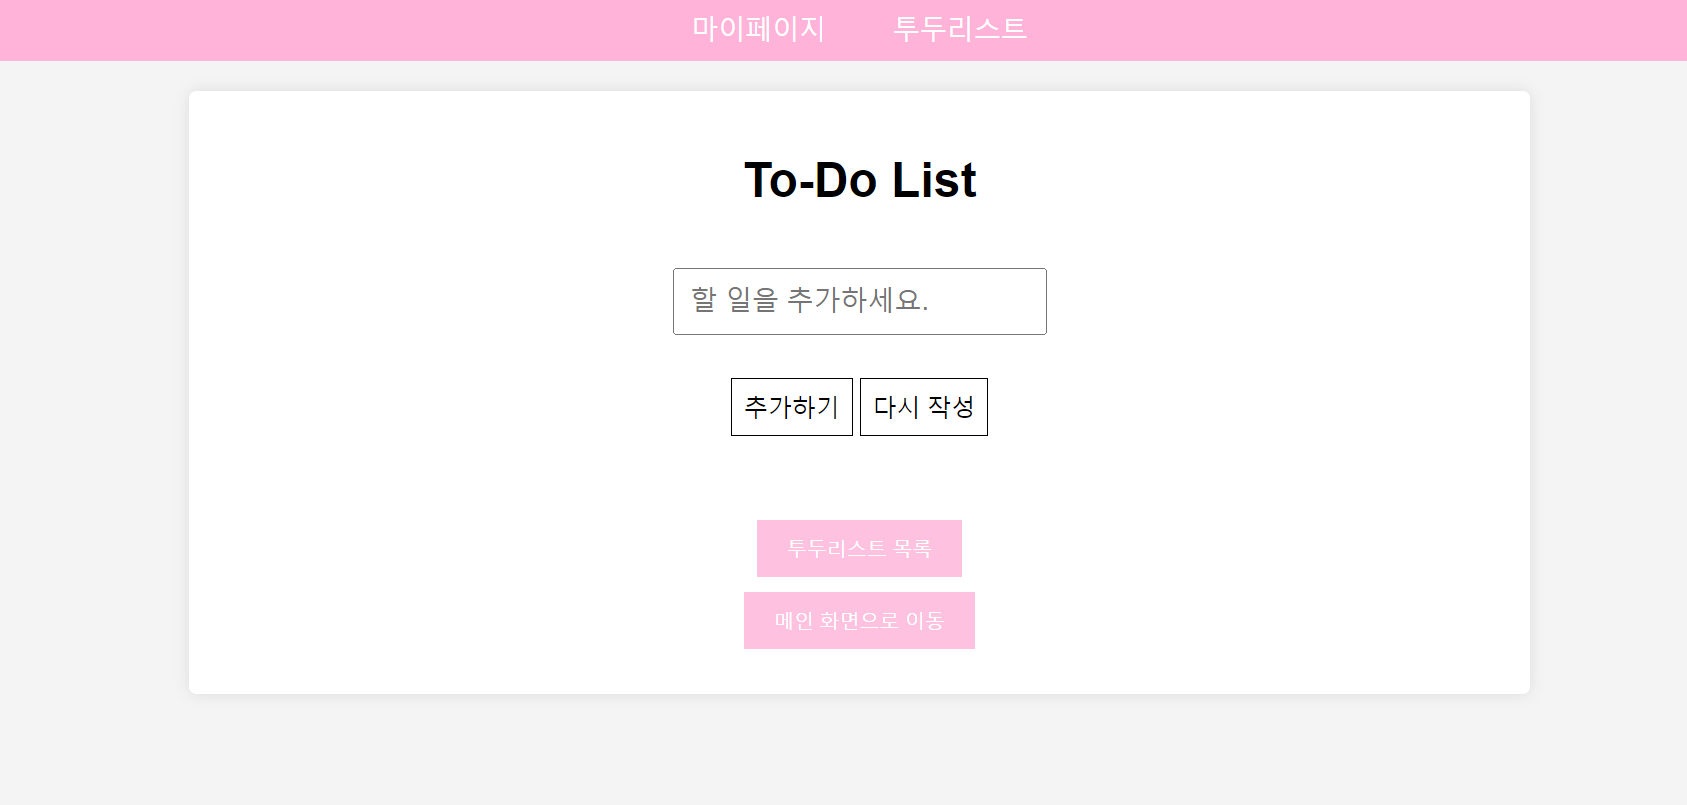 마이페이지 투두리스트
To-Do List
할 일을 추가하세요.
추가하기 다시 작성
투두리스트 목록
메인 화면으로 이동